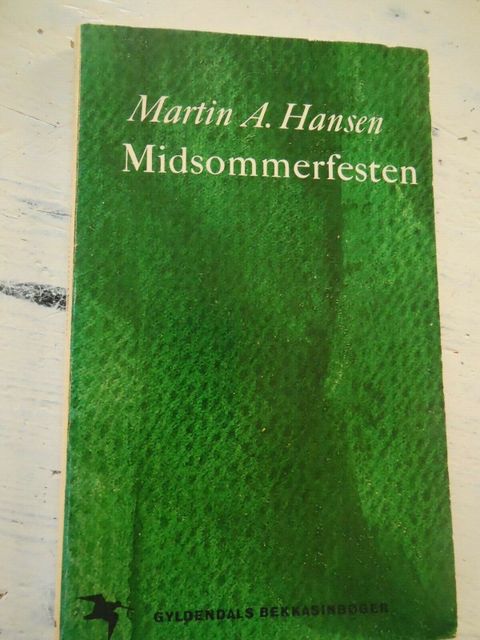 Martin A. Hansen
Midsommerfesten
GYLDENDALS BEKKASINBØGER